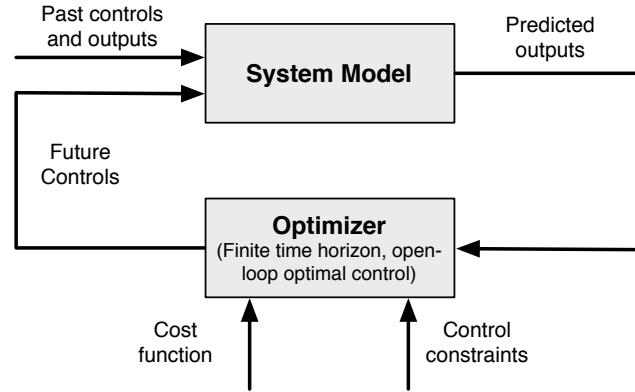 Past controls
and outputs
Predicted
outputs
System Model
Future
Controls
Optimizer
(Finite time horizon, open-
loop optimal control)
Cost
function
Control
constraints